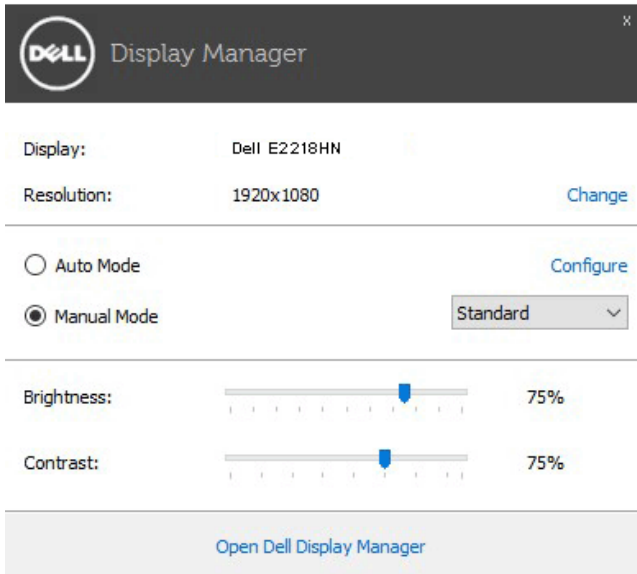 DELL Display Manager x
Display: Dell E2218HN
Resolution: 1920x1080 Change
Auto Mode Configure
Manual Mode Standard
Brightness: 75%
Contrast: 75%
Open Dell Display Manager